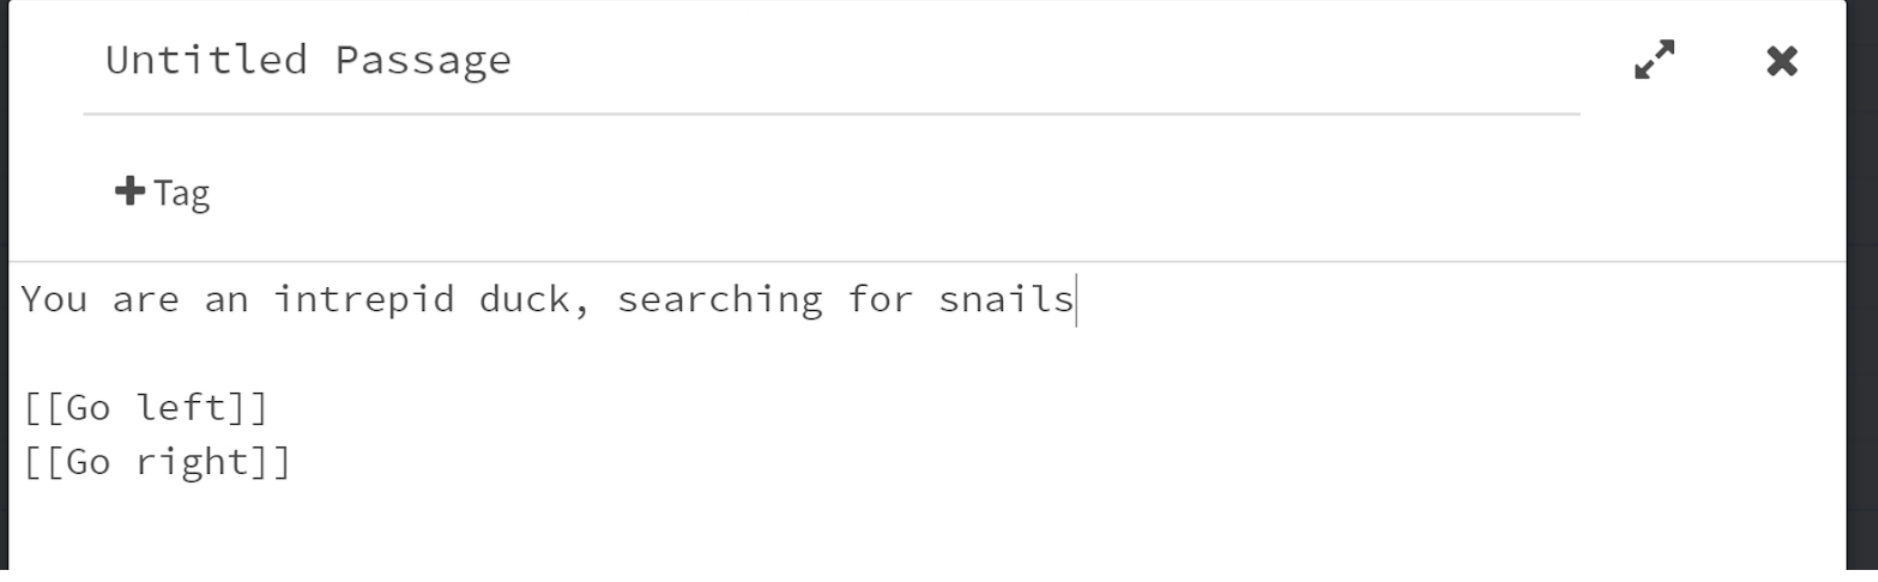 Untitled Passage
Tag
You are an intrepid duck, searching for snails
[[Go left]]
[[Go right]]